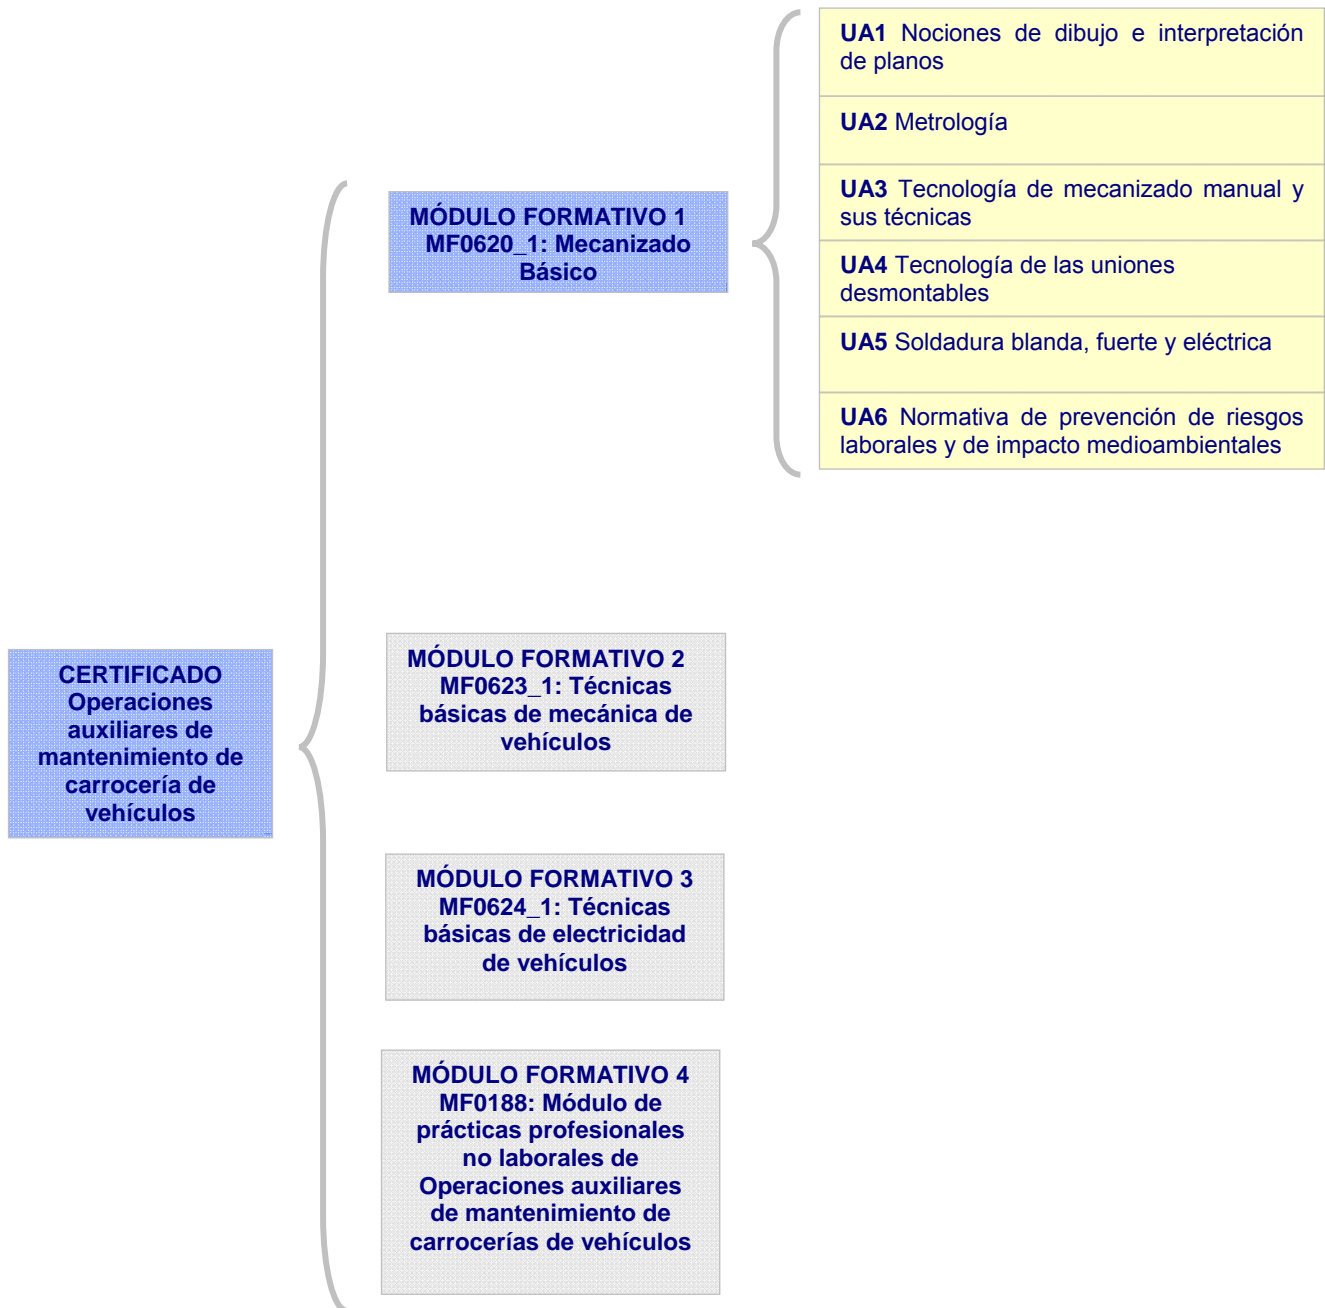 UA1 Nociones de dibujo e interpretación
de planos
UA2 Metrología
UA3 Tecnología de mecanizado manual y
sus técnicas
UA4 Tecnología de las uniones
desmontables
UA5 Soldadura blanda, fuerte y eléctrica
UA6 Normativa de prevención de riesgos
laborales y de impacto medioambientales
MÓDULO FORMATIVO 1
MF0620_1: Mecanizado
Básico
CERTIFICADO
Operaciones
auxiliares de
mantenimiento de
carrocería de
vehículos
MÓDULO FORMATIVO 2
MF0623_1: Técnicas
básicas de mecánica de
vehículos
MÓDULO FORMATIVO 3
MF0624_1: Técnicas
básicas de electricidad
de vehículos
MÓDULO FORMATIVO 4
MF0188: Módulo de
prácticas profesionales
no laborales de
Operaciones auxiliares
de mantenimiento de
carrocerías de vehículos